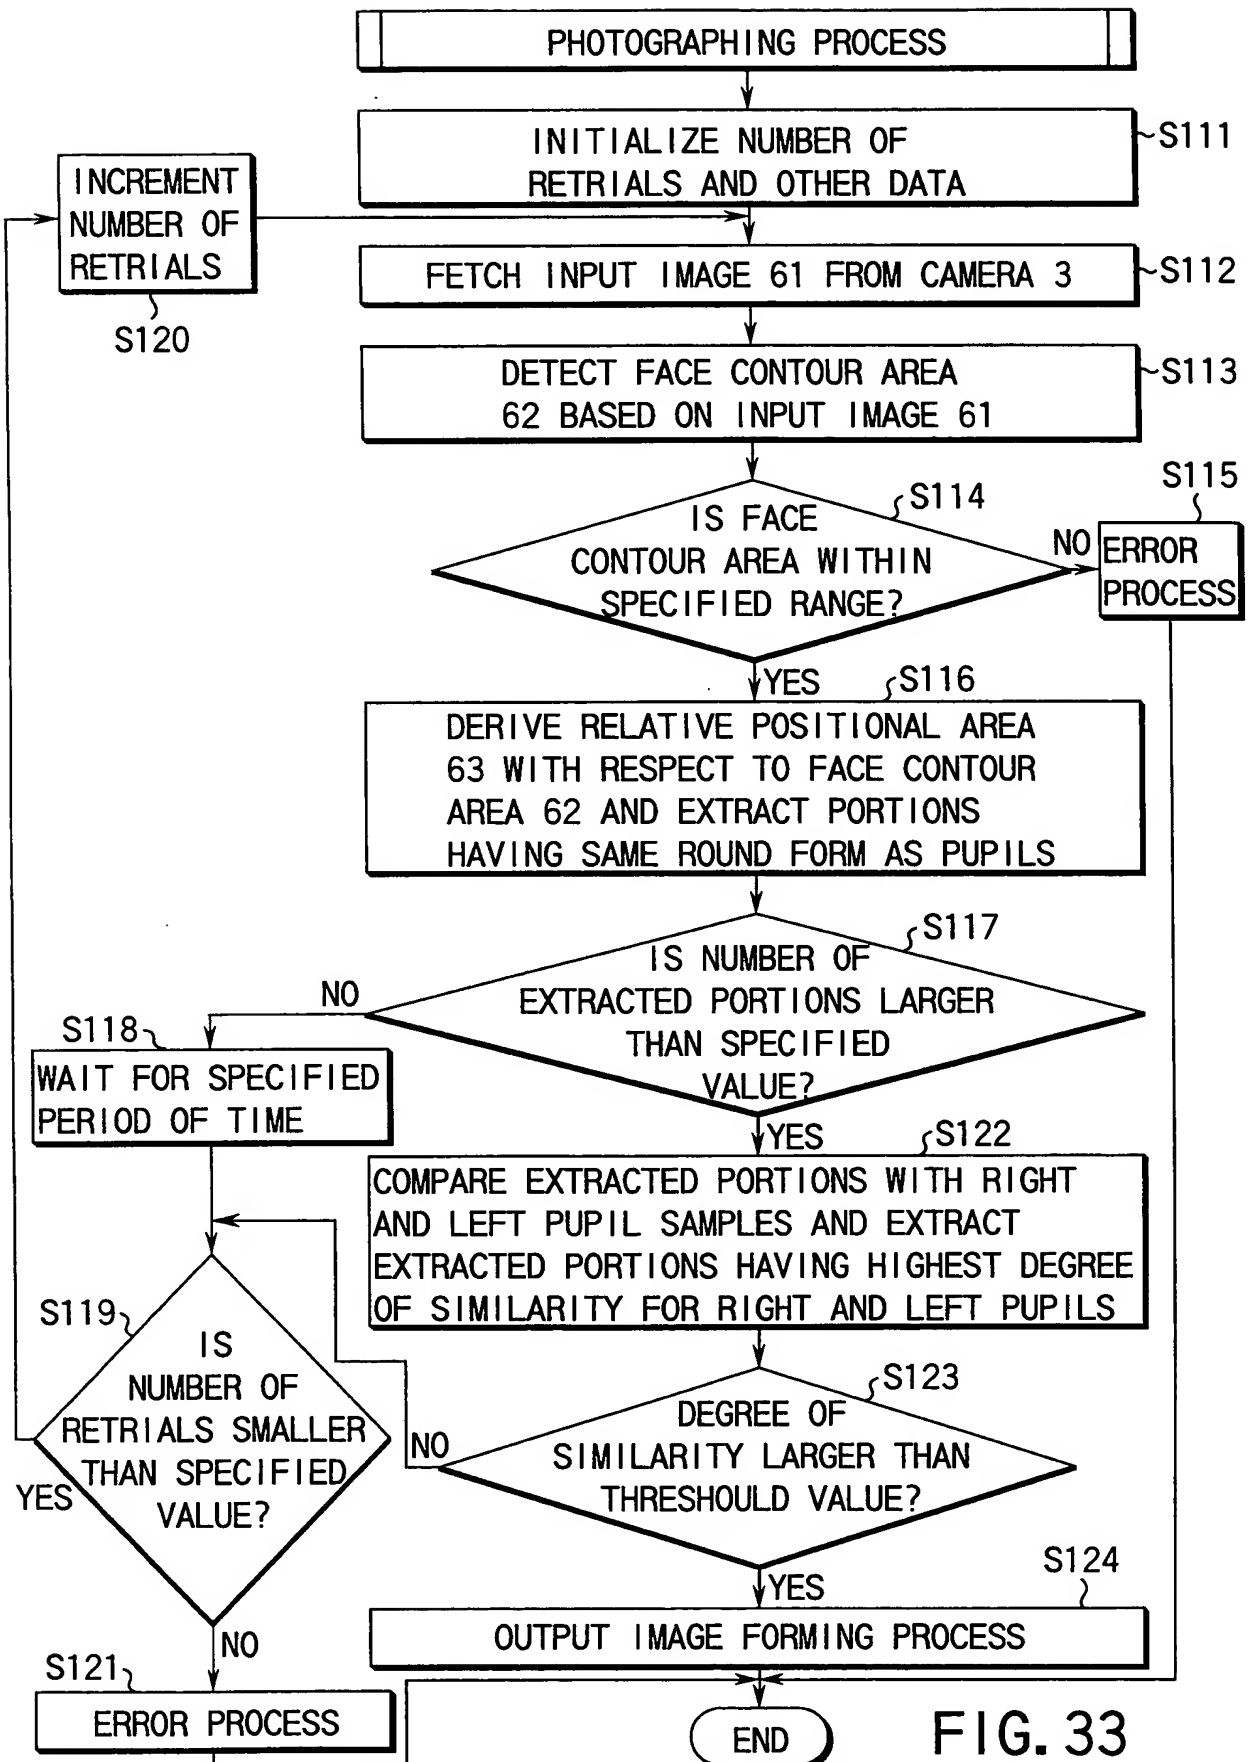 PHOTOGRAPHING PROCESS
INITIALIZE NUMBER OF
RETRIALS AND OTHER DATA
S111
INCREMENT
NUMBER OF
RETRIALS
S120
FETCH INPUT IMAGE 61 FROM CAMERA 3
S112
DETECT FACE CONTOUR AREA
62 BASED ON INPUT IMAGE 61
S113
S114
IS FACE
CONTOUR AREA WITHIN
SPECIFIED RANGE?
NO
S115
ERROR
PROCESS
YES
S116
DERIVE RELATIVE POSITIONAL AREA
63 WITH RESPECT TO FACE CONTOUR
AREA 62 AND EXTRACT PORTIONS
HAVING SAME ROUND FORM AS PUPILS
S117
IS NUMBER OF
EXTRACTED PORTIONS LARGER
THAN SPECIFIED
VALUE?
NO
S118
WAIT FOR SPECIFIED
PERIOD OF TIME
YES
S122
COMPARE EXTRACTED PORTIONS WITH RIGHT
AND LEFT PUPIL SAMPLES AND EXTRACT
EXTRACTED PORTIONS HAVING HIGHEST DEGREE
OF SIMILARITY FOR RIGHT AND LEFT PUPILS
S119
IS
NUMBER OF
RETRIALS SMALLER
THAN SPECIFIED
VALUE?
YES
S123
DEGREE OF
SIMILARITY LARGER THAN
THRESHOULD VALUE?
NO
YES
S124
OUTPUT IMAGE FORMING PROCESS
NO
S121
ERROR PROCESS
END
FIG. 33